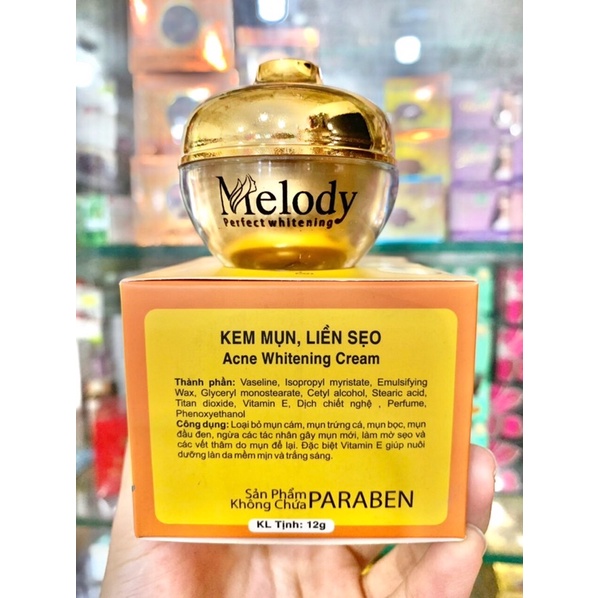 Melody
Perfect whitening
KEM MỤN, LIỀN SẸO
Acne Whitening Cream
Thành phần: Vaseline, Isopropyl myristate, Emulsifying
Wax, Glyceryl monostearate, Cetyl alcohol, Stearic acid,
Titan dioxide, Vitamin E, Dịch chiết nghệ , Perfume,
Phenoxyethanol
Công dụng: Loại bỏ mụn cám, mụn trứng cá, mụn bọc, mụn
đầu đen, ngừa các tác nhân gây mụn mới, làm mờ sẹo và
các vết thâm do mụn để lại. Đặc biệt Vitamin E giúp nuôi
dưỡng làn da mềm mịn và trắng sáng.
Sản Phẩm
Không Chứa PARABEN
KL Tịnh: 12g